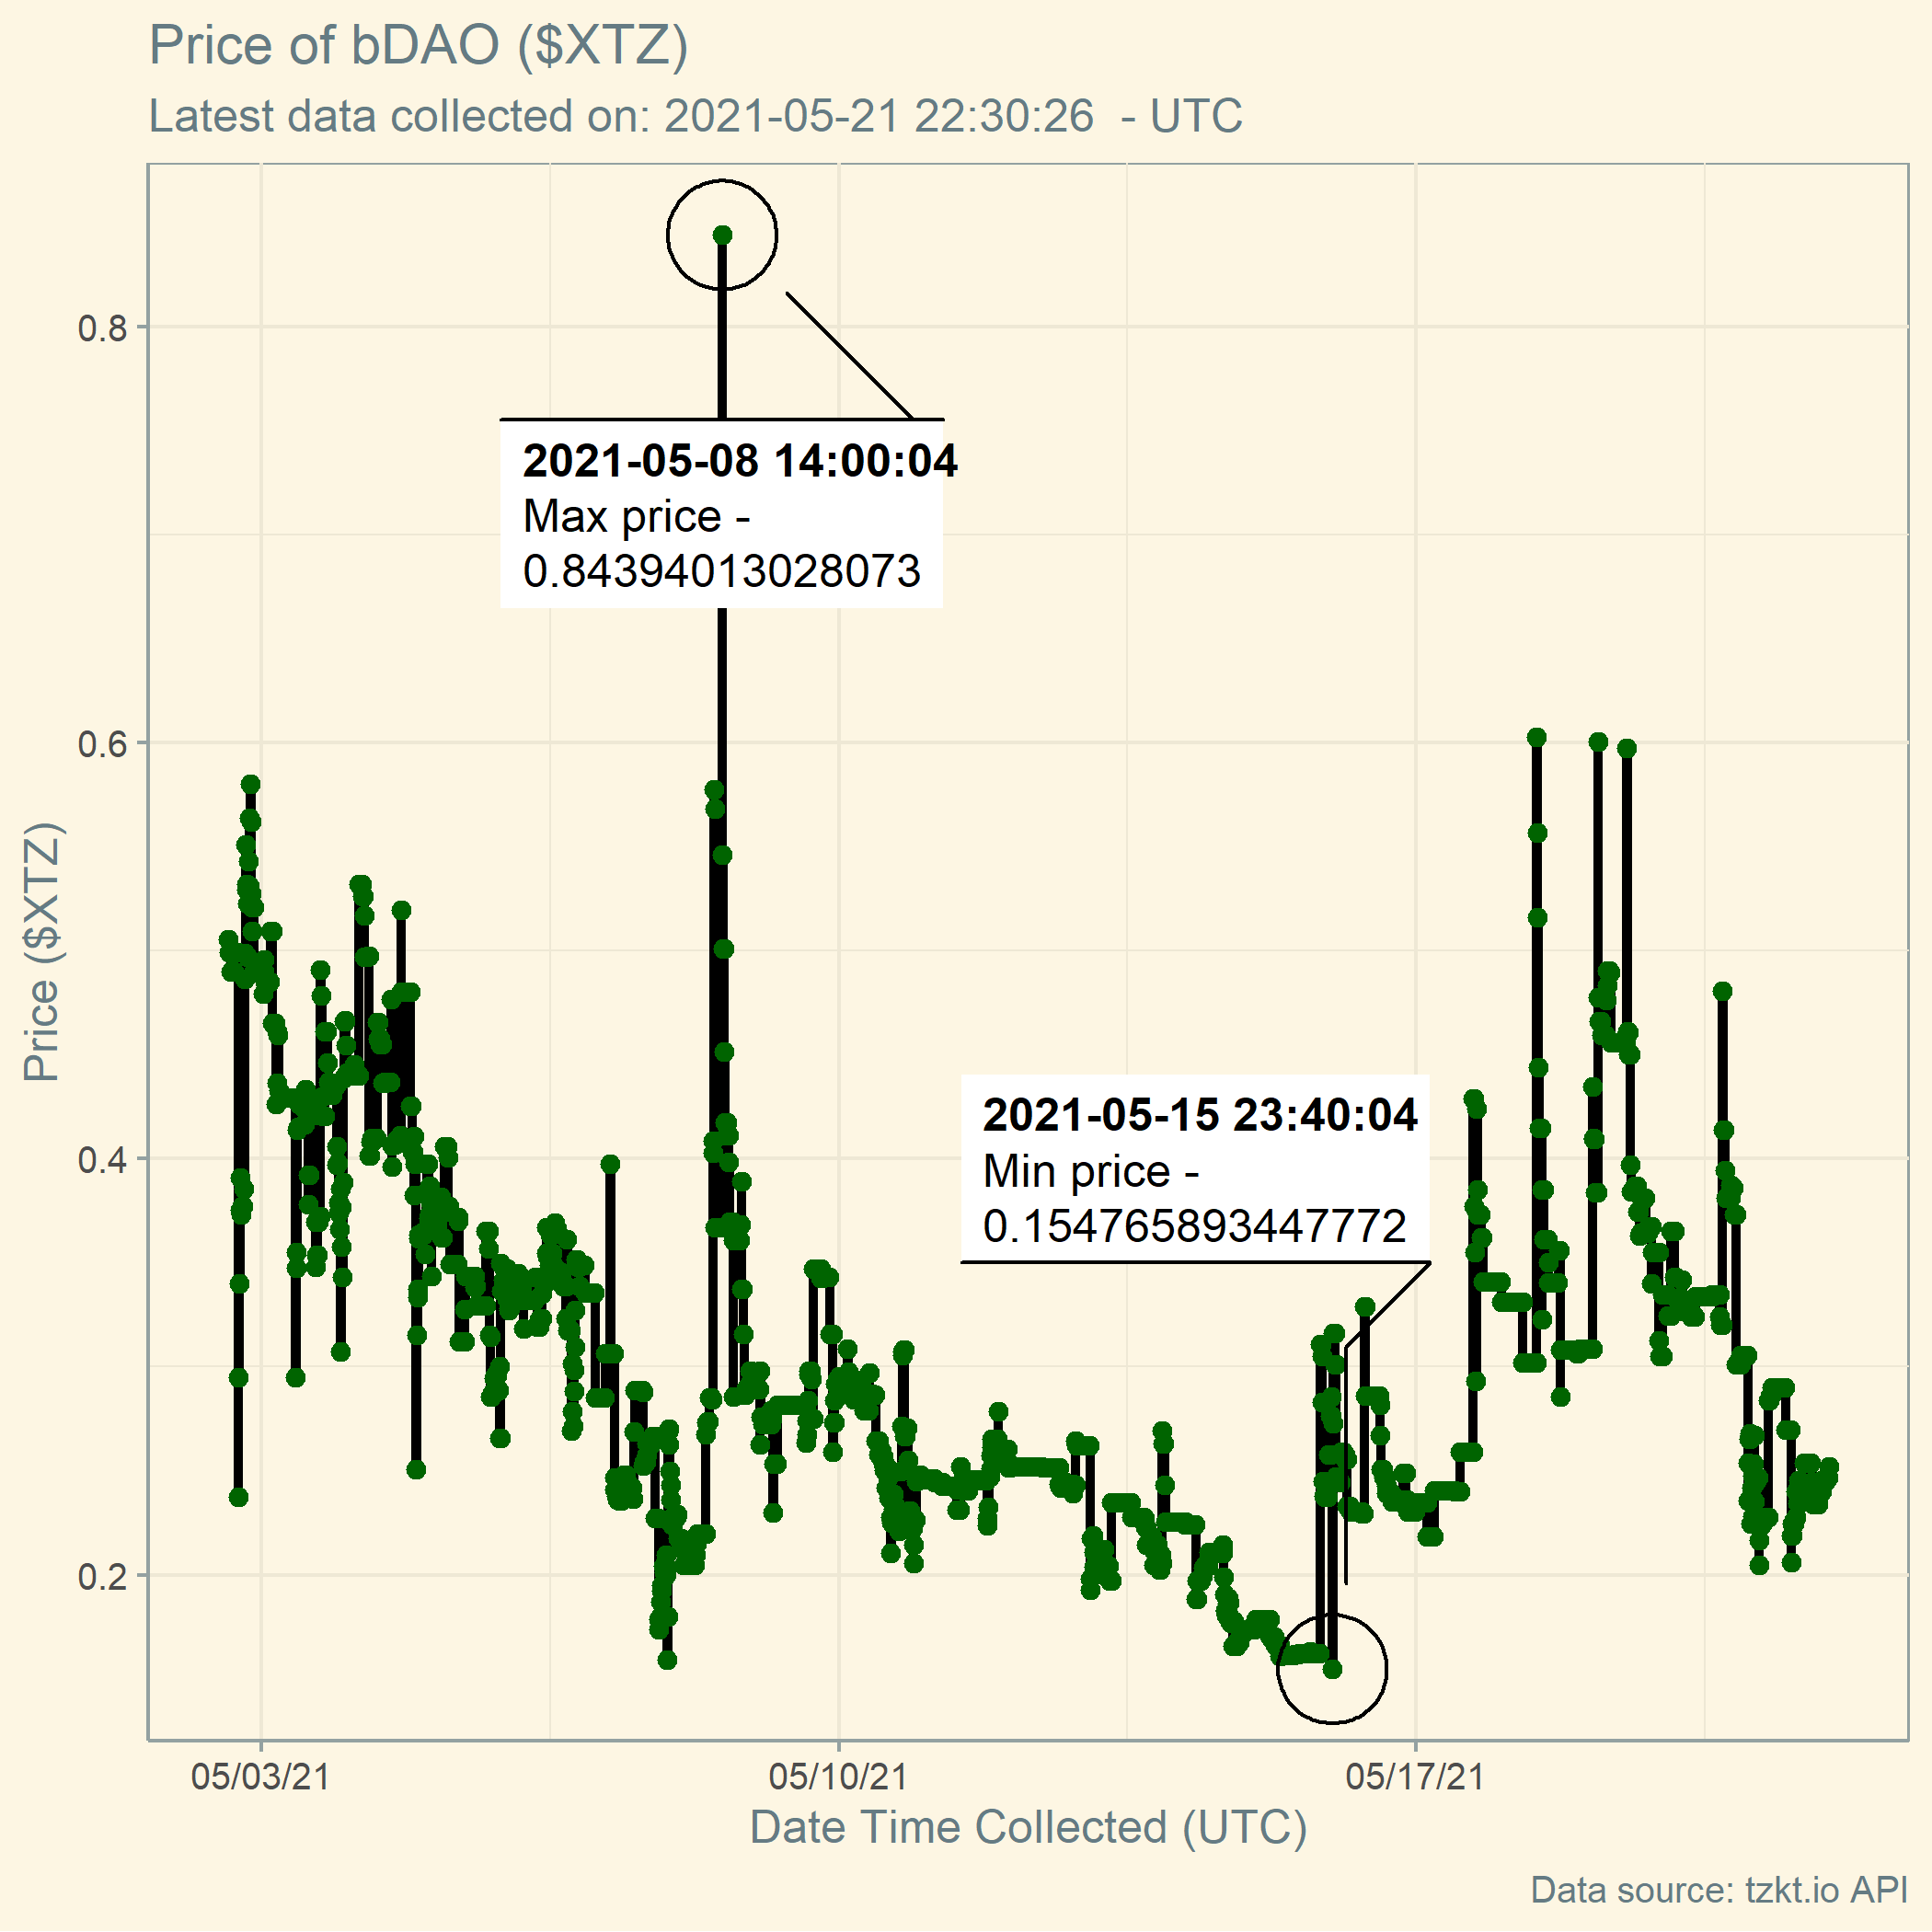 Price of bDAO ($XTZ)
Latest data collected on: 2021-05-21 22:30:26  - UTC
2021-05-08 14:00:04
Max price -
0.84394013028073
2021-05-15 23:40:04
Min price -
0.154765893447772
Price ($XTZ)
0.8
0.6
0.4
0.2
05/03/21
05/10/21
05/17/21
Date Time Collected (UTC)
Data source: tzkt.io API